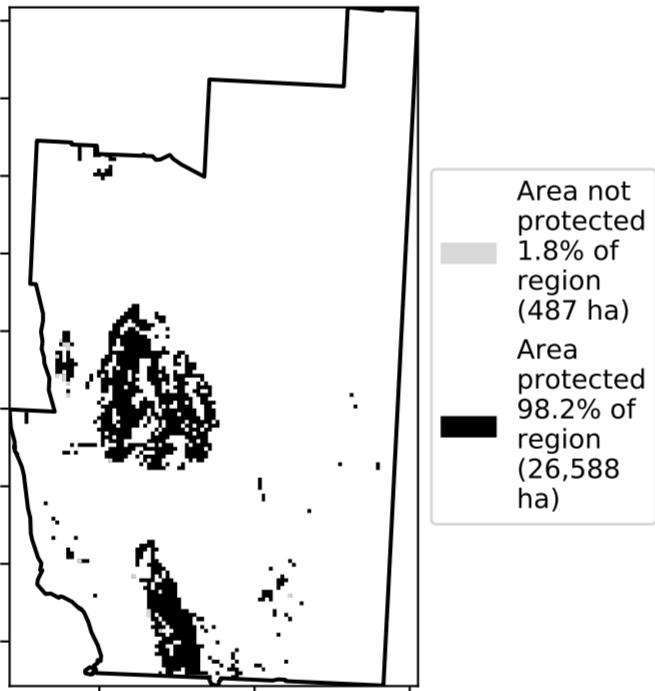 Area not
protected
1.8% of
region
(487 ha)
Area
protected
98.2% of
region
(26,588
ha)